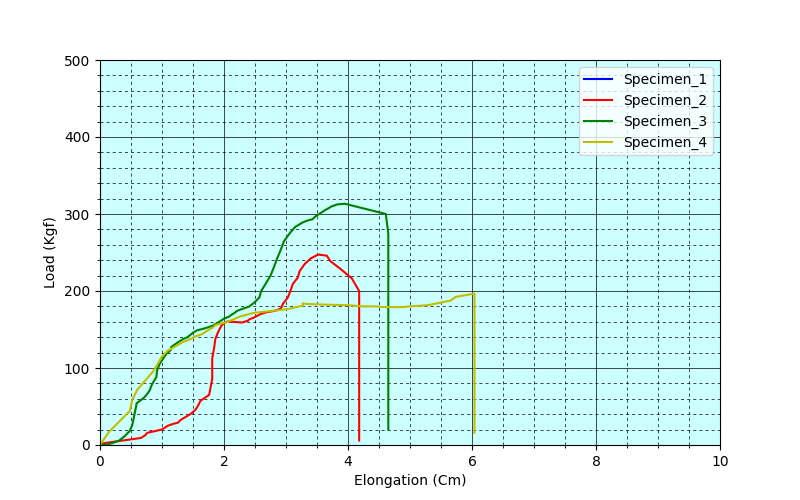 500
400
300
200
100
0
0 2 4 6 8 10
Load (Kgf)
Elongation (Cm)
Specimen_1
Specimen_2
Specimen_3
Specimen_4